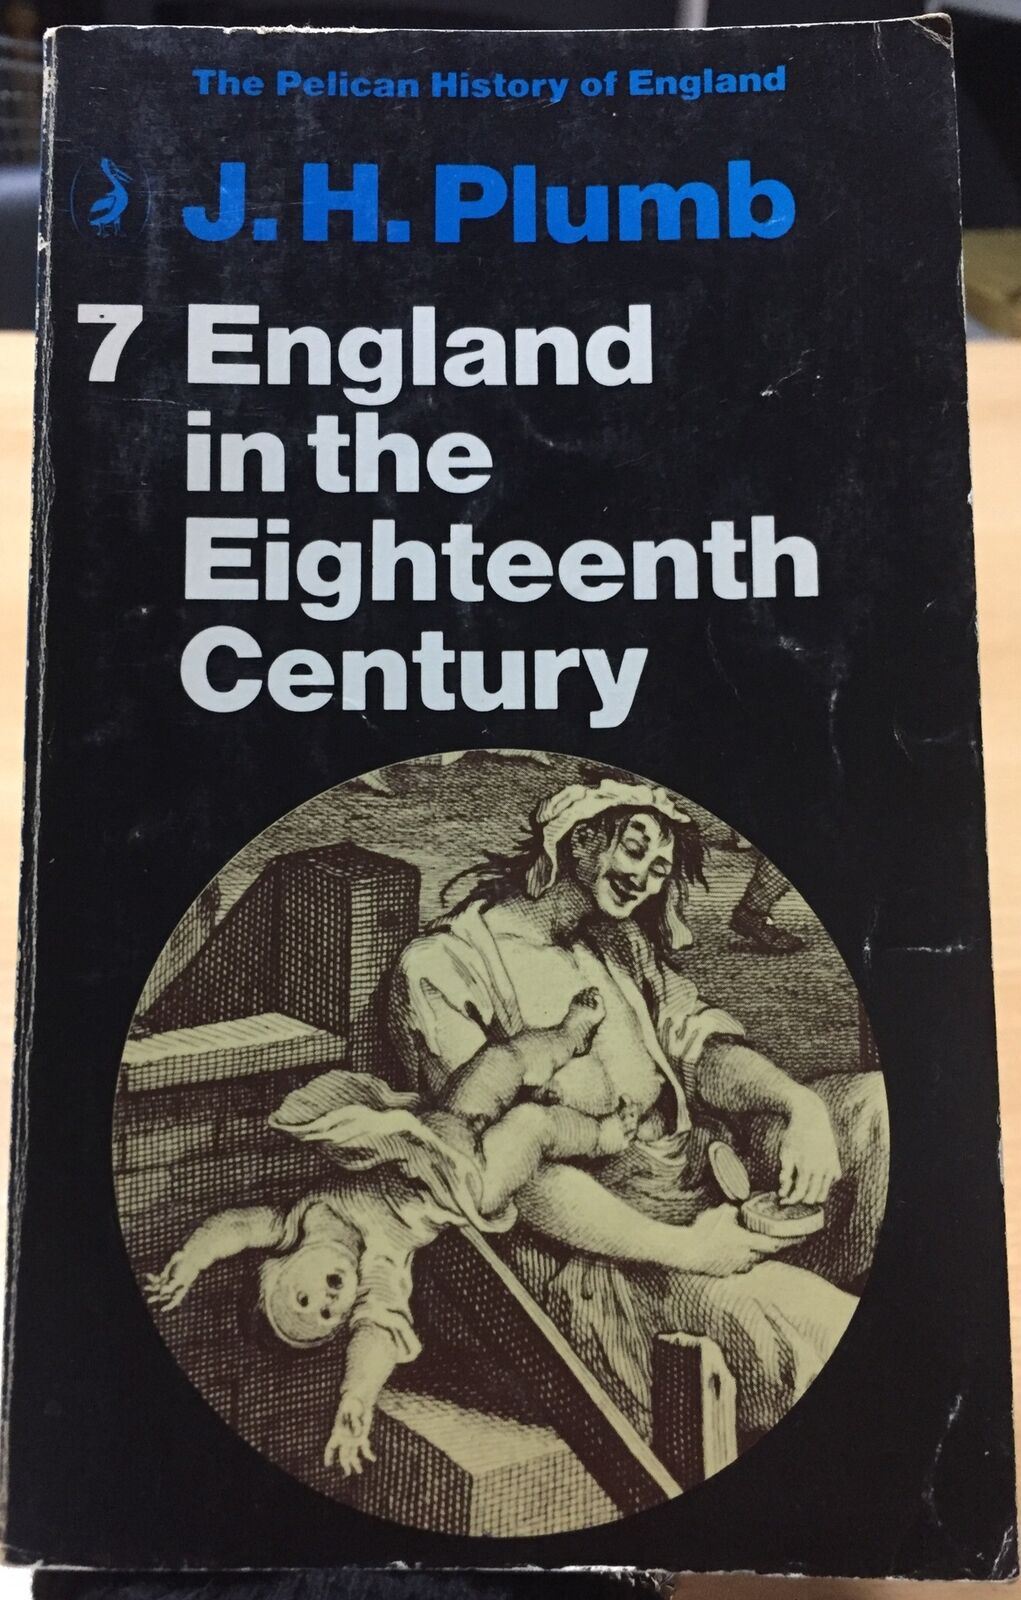 The Pelican History of England
J. H. Plumb
7 England
in the
Eighteenth
Century